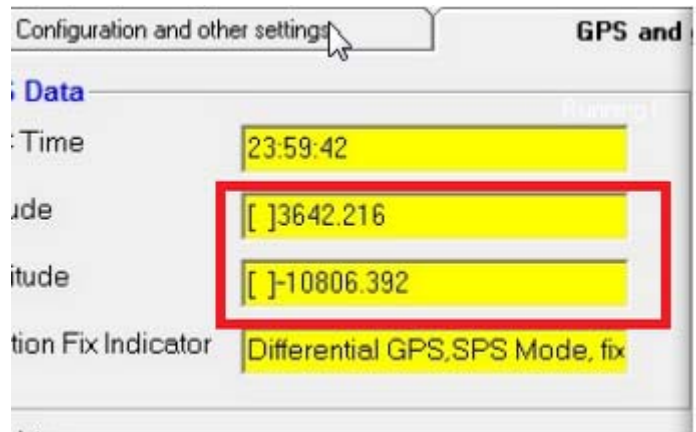 Configuration and other settings
GPS and
Data
Time
23:59:42
ude
[ ]3642.216
itude
[ ]-10806.392
tion Fix Indicator
Differential GPS,SPS Mode, fix